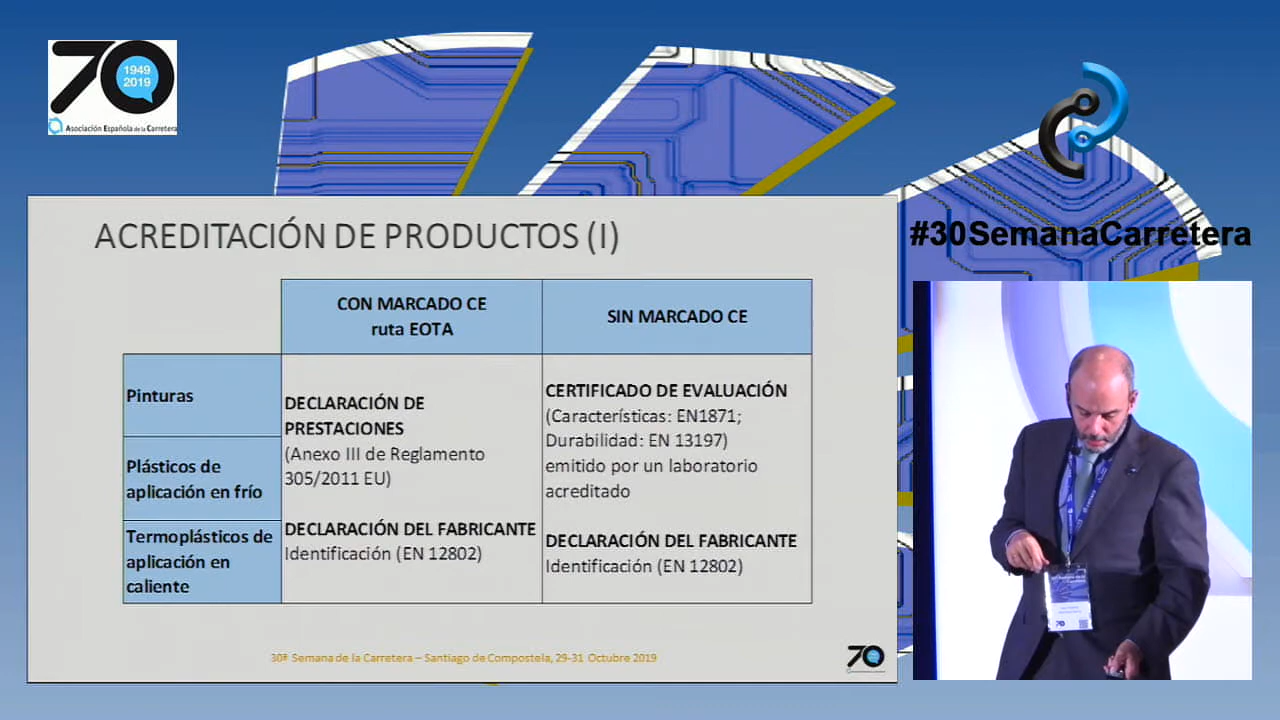 70
1949
2019
Asociación Española de la Carretera
#30SemanaCarretera
ACREDITACIÓN DE PRODUCTOS (I)
CON MARCADO CE
ruta EOTA
SIN MARCADO CE
Pinturas
Plásticos de
aplicación en frío
Termoplásticos de
aplicación en
caliente
DECLARACIÓN DE
PRESTACIONES
(Anexo III de Reglamento
305/2011 EU)
DECLARACIÓN DEL FABRICANTE
Identificación (EN 12802)
CERTIFICADO DE EVALUACIÓN
(Características: EN1871;
Durabilidad: EN 13197)
emitido por un laboratorio
acreditado
DECLARACIÓN DEL FABRICANTE
Identificación (EN 12802)
30ª Semana de la Carretera – Santiago de Compostela, 29-31 Octubre 2019
70
70